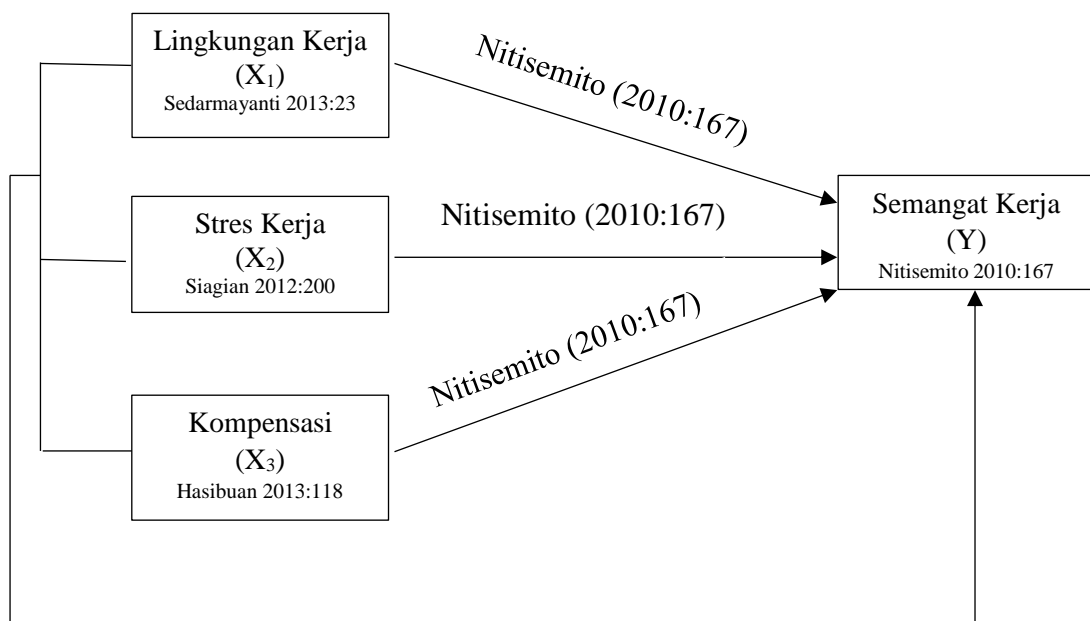 Lingkungan Kerja
(X₁)
Sedarmayanti 2013:23
Nitisemito (2010:167)
Stres Kerja
(X₂)
Siagian 2012:200
Nitisemito (2010:167)
Semangat Kerja
(Y)
Nitisemito 2010:167
Kompensasi
(X₃)
Hasibuan 2013:118
Nitisemito (2010:167)